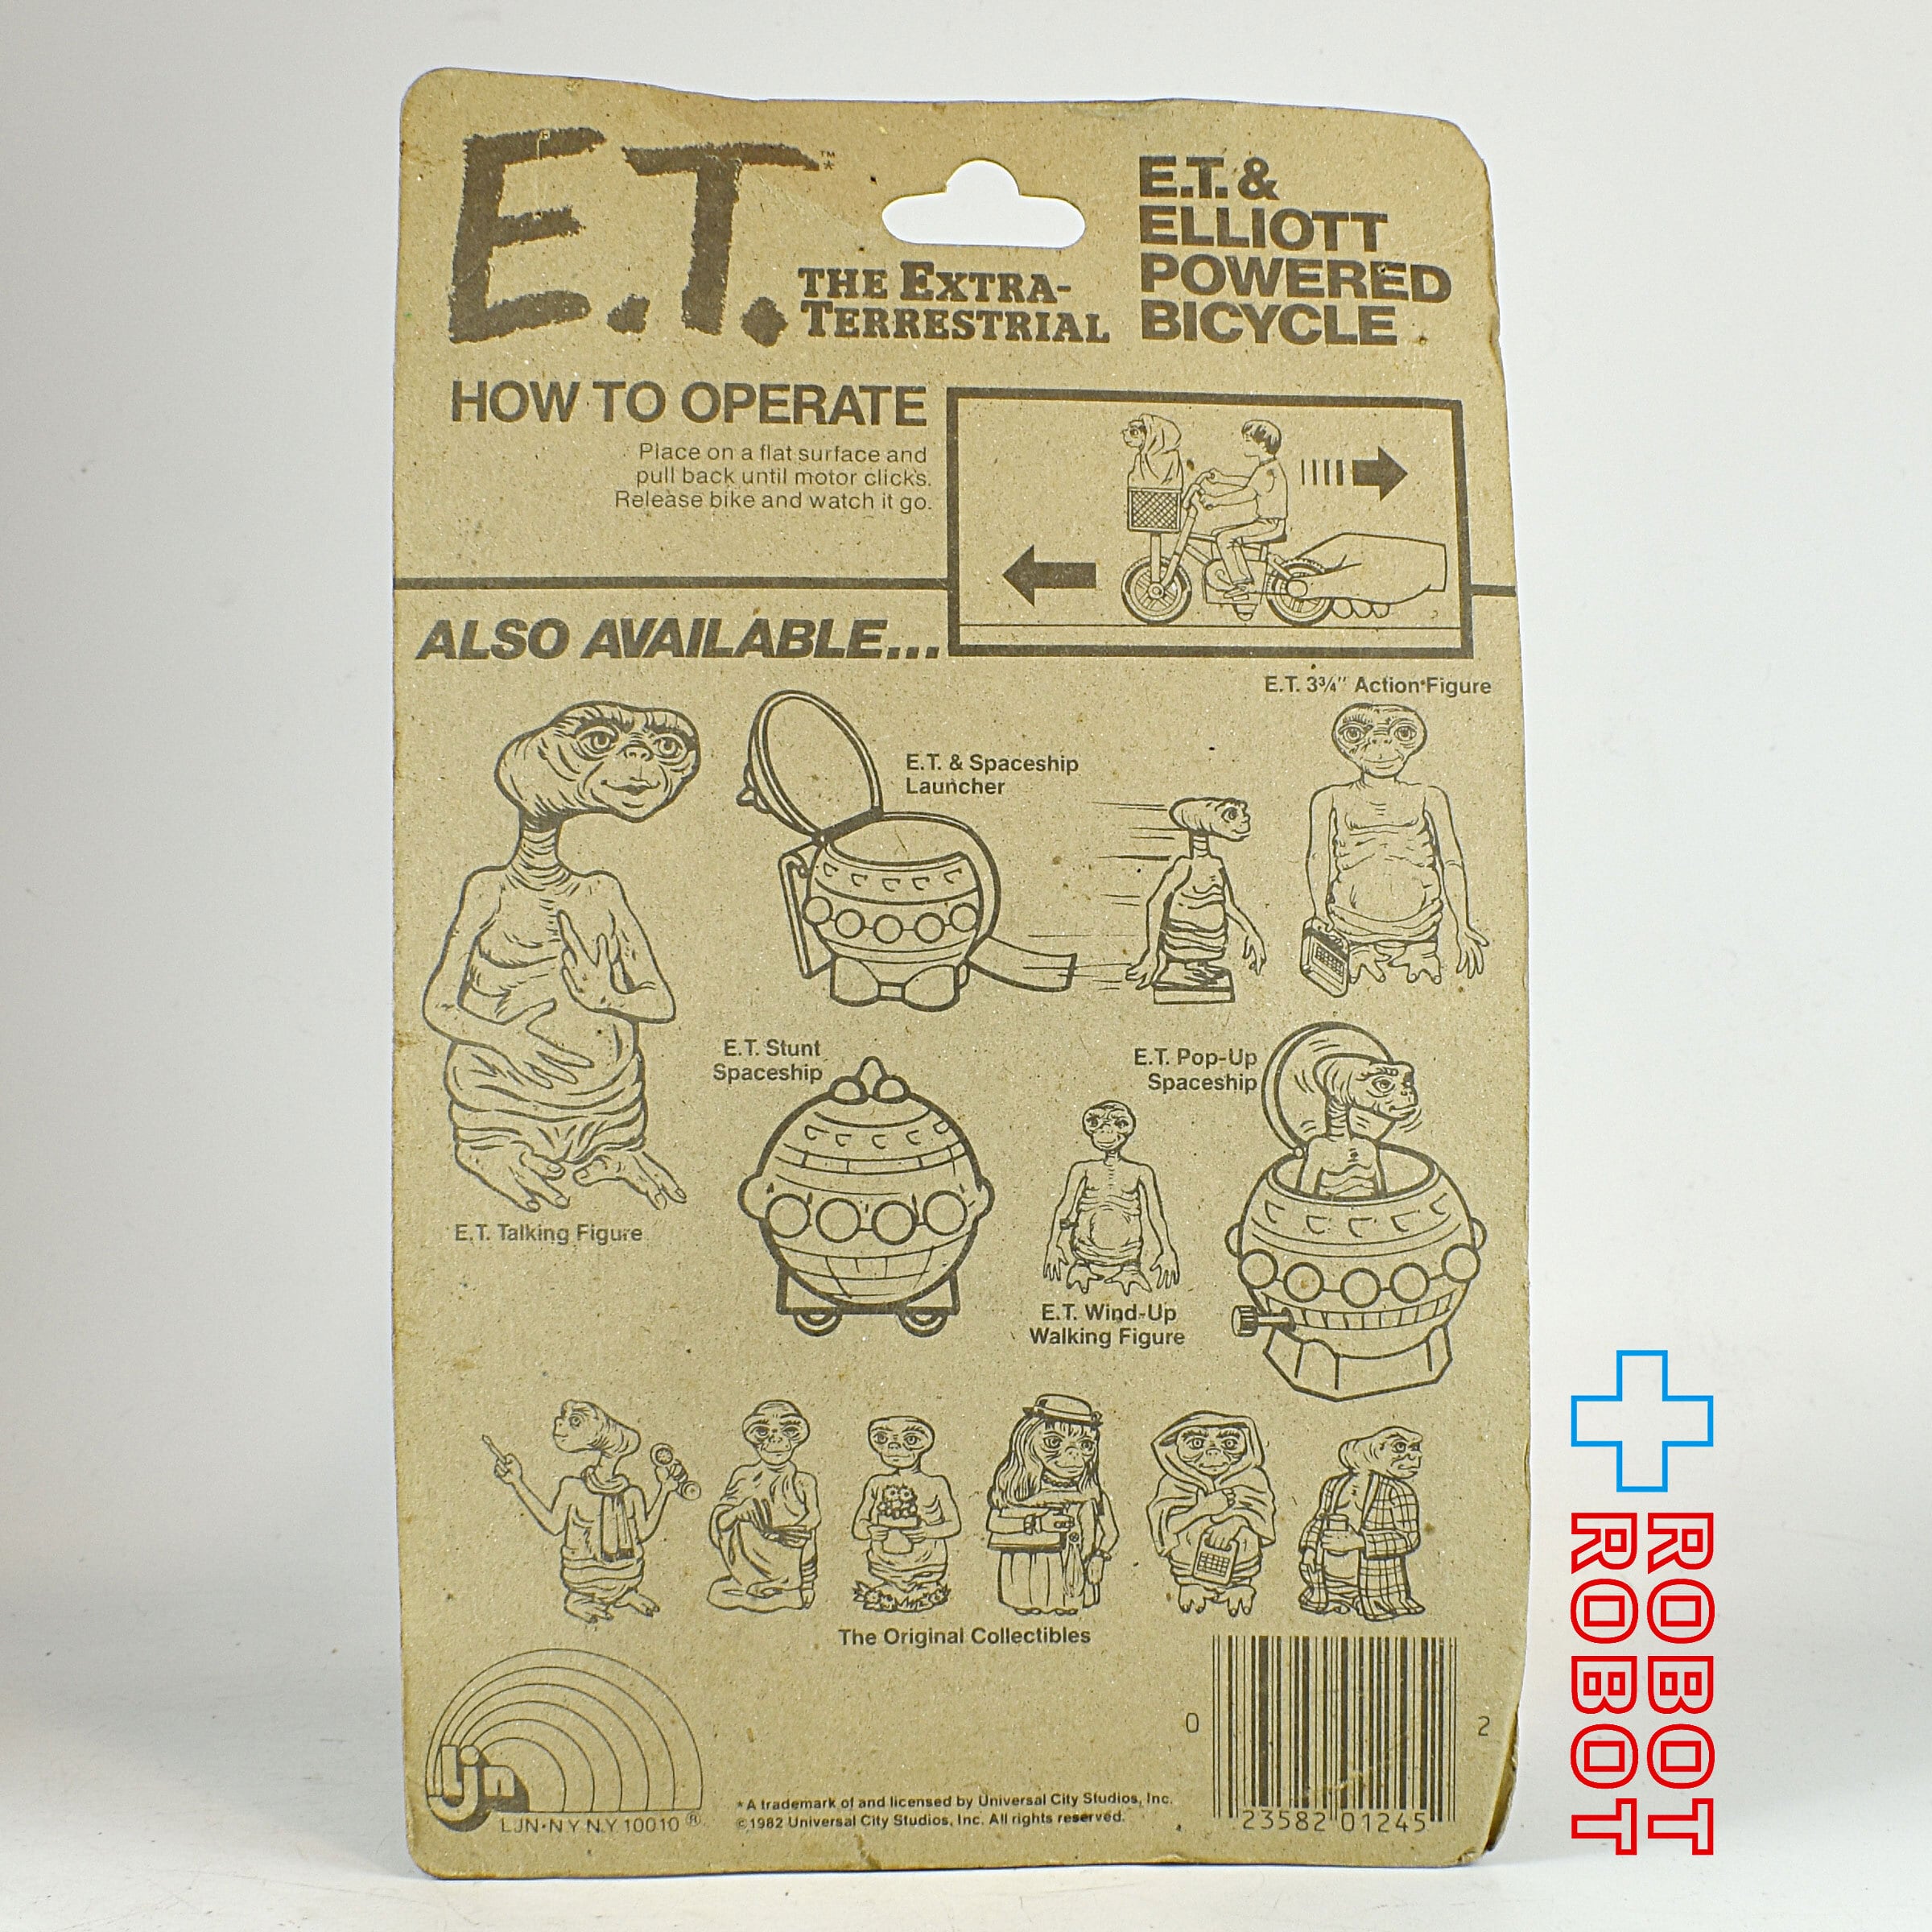 E.T.™*
THE EXTRA-
TERRESTRIAL
E.T. &
ELLIOTT
POWERED
BICYCLE
HOW TO OPERATE
Place on a flat surface and
pull back until motor clicks.
Release bike and watch it go.
ALSO AVAILABLE...
E.T. 3¾" Action Figure
E.T. & Spaceship
Launcher
E.T. Stunt
Spaceship
E.T. Pop-Up
Spaceship
E.T. Talking Figure
E.T. Wind-Up
Walking Figure
The Original Collectibles
ljn
LJN•N.Y. N.Y. 10010 ®
*A trademark of and licensed by Universal City Studios, Inc.
©1982 Universal City Studios, Inc. All rights reserved.
0 23582 01245 2
ROBOT
ROBOT